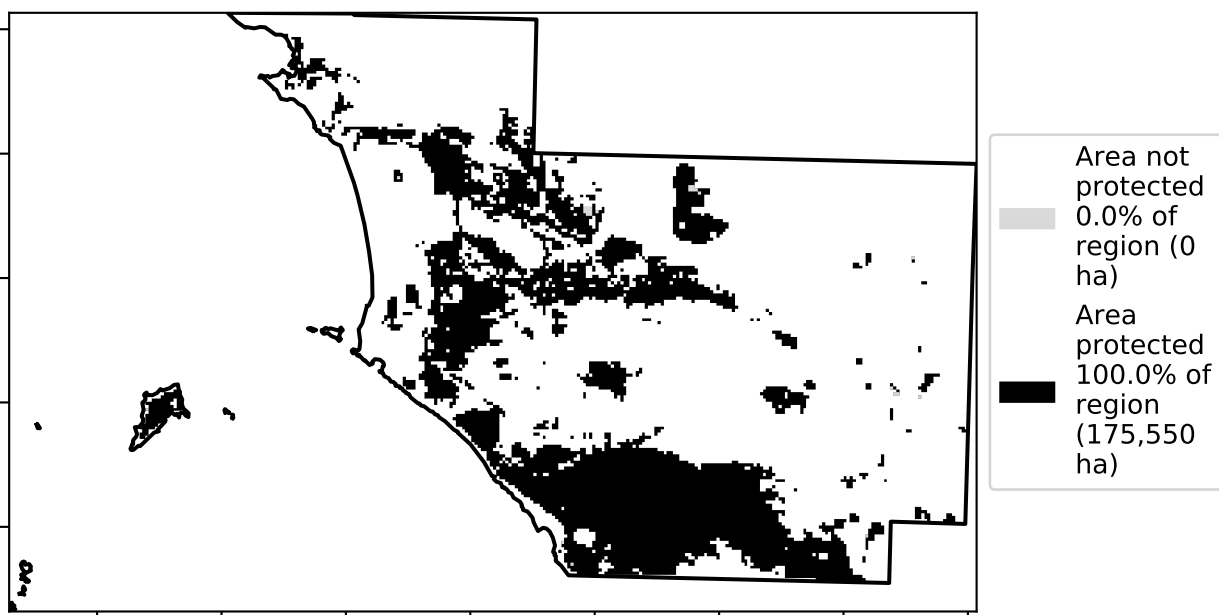 Area not
protected
0.0% of
region (0
ha)
Area
protected
100.0% of
region
(175,550
ha)